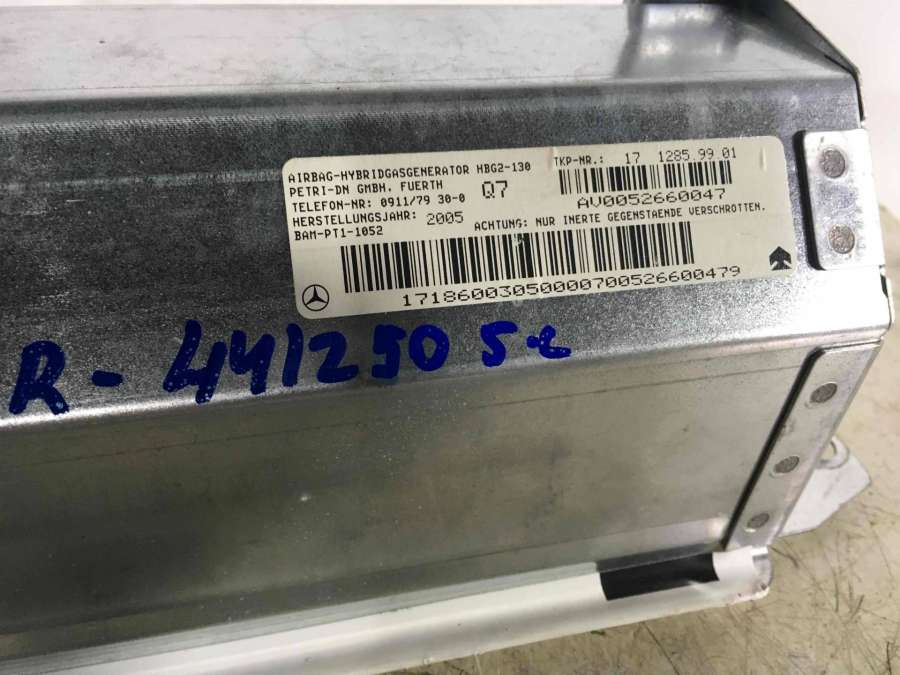 AIRBAG-HYBRIDGASGENERATOR HBG2-130
TKP-NR.: 17 1285.99 01
PETRI-DN GMBH. FUERTH Q7
AV0052660047
TELEFON-NR: 0911/79 30-0
HERSTELLUNGSJAHR: 2005
ACHTUNG: NUR INERTE GEGENSTAENDE VERSCHROTTEN.
BAM-PT1-1052
17186003050000700526600479
R - 441250